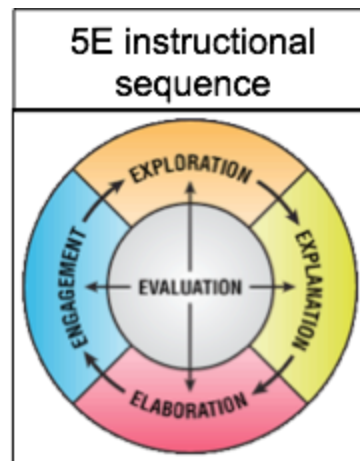 5E instructional
sequence
EXPLORATION
EXPLANATION
ENGAGEMENT
EVALUATION
ELABORATION